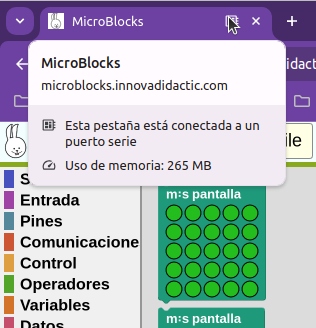 MicroBlocks
MicroBlocks
microblocks.innovadidactic.com
Esta pestaña está conectada a un
puerto serie
Uso de memoria: 265 MB
idact
ile
S
Entrada
Pines
Comunicacione
Control
Operadores
Variables
Datos
m:s pantalla
m:s pantalla